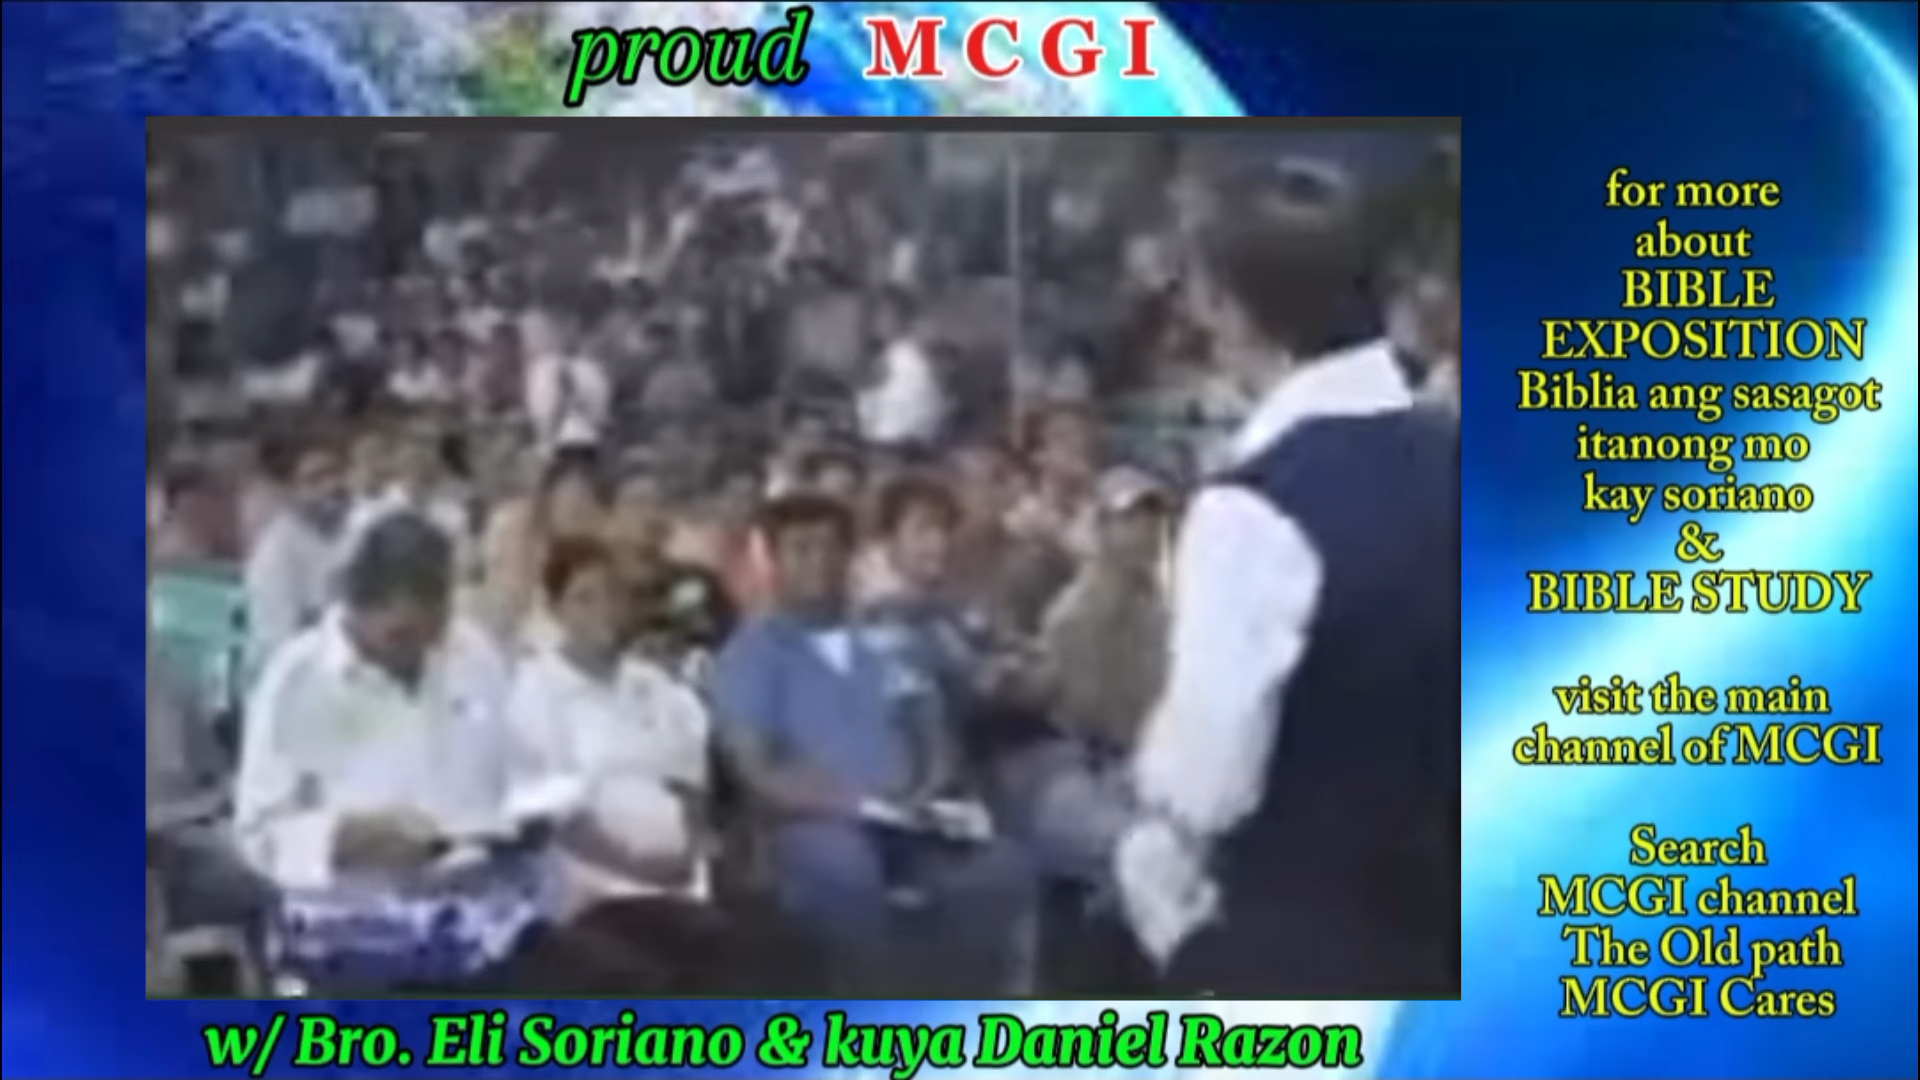 proud MCGI
for more
about
BIBLE
EXPOSITION
Biblia ang sasagot
itanong mo
kay soriano
&
BIBLE STUDY
visit the main
channel of MCGI
Search
MCGI channel
The Old path
MCGI Cares
w/ Bro. Eli Soriano & kuya Daniel Razon